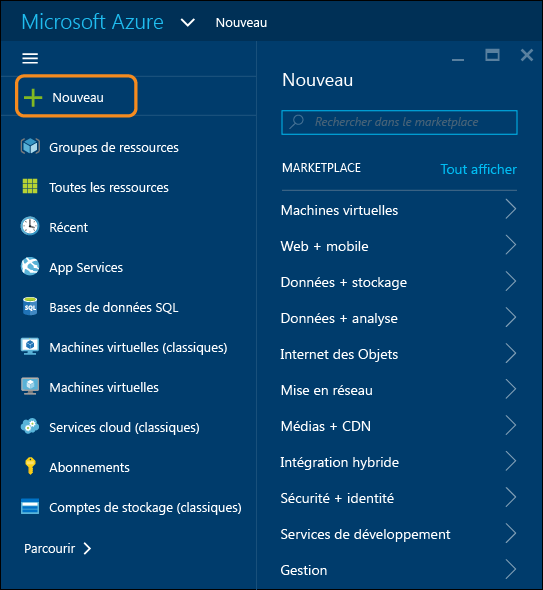 Microsoft Azure Nouveau
Nouveau
Groupes de ressources
Toutes les ressources
Récent
App Services
Bases de données SQL
Machines virtuelles (classiques)
Machines virtuelles
Services cloud (classiques)
Abonnements
Comptes de stockage (classiques)
Parcourir
Nouveau
Rechercher dans le marketplace
MARKETPLACE Tout afficher
Machines virtuelles
Web + mobile
Données + stockage
Données + analyse
Internet des Objets
Mise en réseau
Médias + CDN
Intégration hybride
Sécurité + identité
Services de développement
Gestion